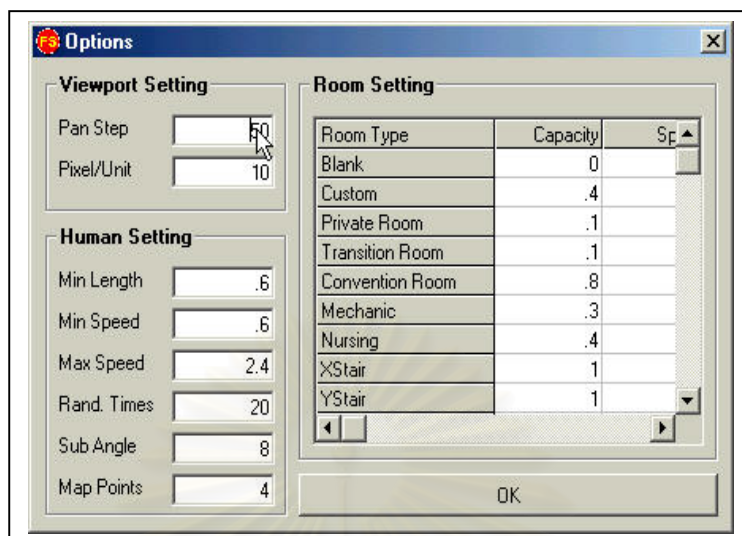 FS Options
Viewport Setting
Pan Step 50
Pixel/Unit 10
Human Setting
Min Length .6
Min Speed .6
Max Speed 2.4
Rand. Times 20
Sub Angle 8
Map Points 4
Room Setting
Room Type Capacity
Blank 0
Custom .4
Private Room .1
Transition Room .1
Convention Room .8
Mechanic .3
Nursing .4
XStair 1
YStair 1
OK